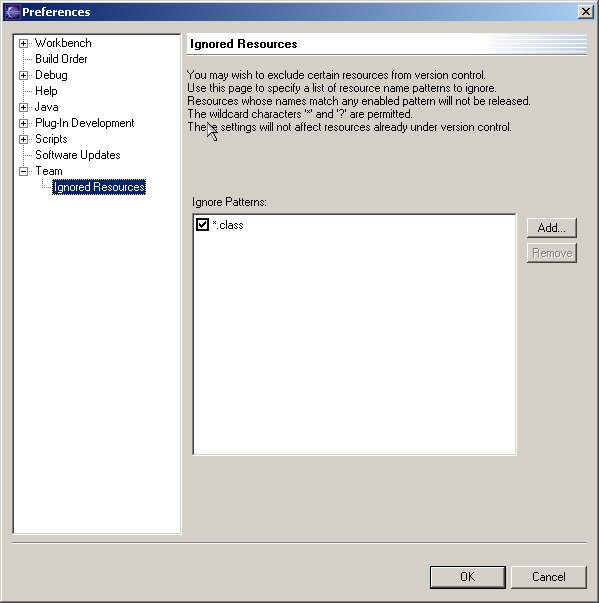 Preferences
Workbench
Build Order
Debug
Help
Java
Plug-In Development
Scripts
Software Updates
Team
Ignored Resources
Ignored Resources
You may wish to exclude certain resources from version control.
Use this page to specify a list of resource name patterns to ignore.
Resources whose names match any enabled pattern will not be released.
The wildcard characters '*' and '?' are permitted.
These settings will not affect resources already under version control.
Ignore Patterns:
*.class
Add...
Remove
OK
Cancel